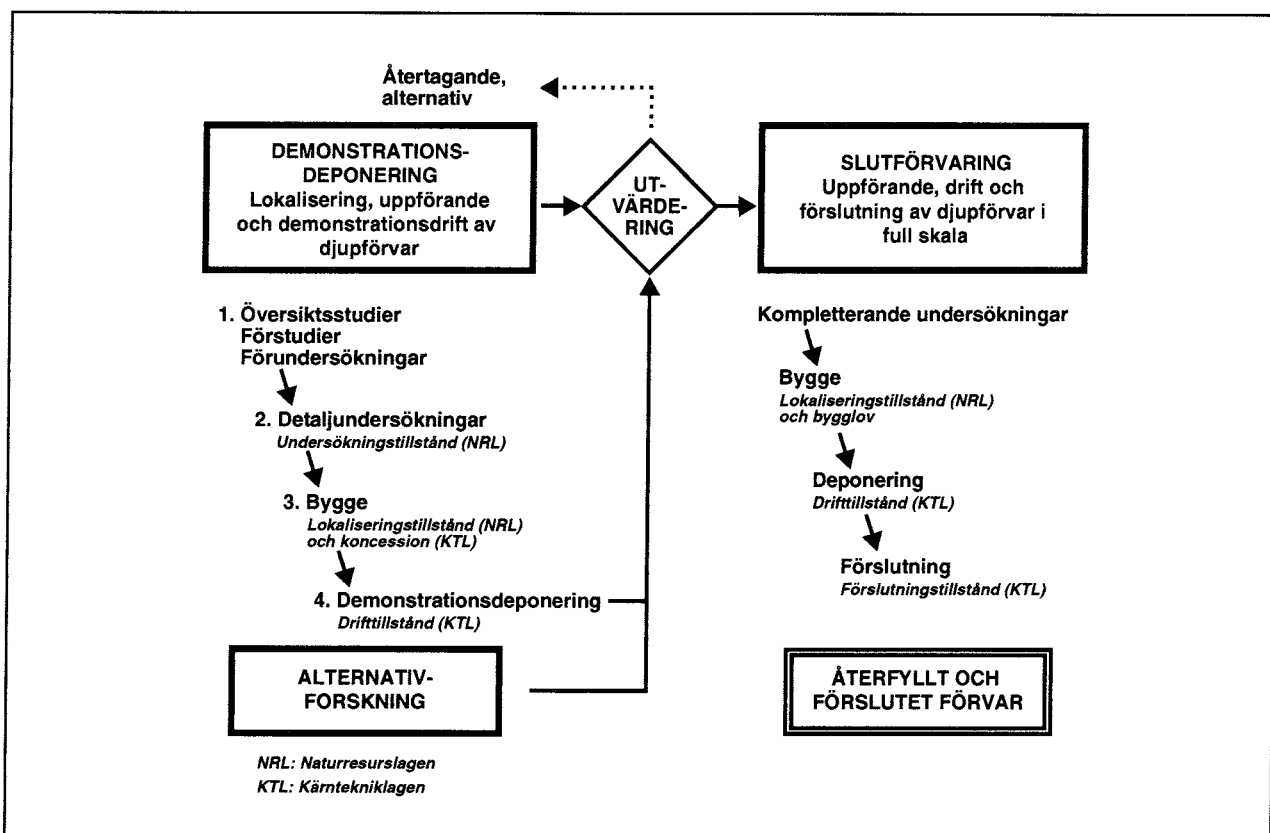 Återtagande,
alternativ
DEMONSTRATIONS-
DEPONERING
Lokalisering, uppförande
och demonstrationsdrift av
djupförvar
UT-
VÄRDE-
RING
SLUTFÖRVARING
Uppförande, drift och
förslutning av djupförvar i
full skala
1. Översiktsstudier
Förstudier
Förundersökningar
2. Detaljundersökningar
Undersökningstillstånd (NRL)
3. Bygge
Lokaliseringstillstånd (NRL)
och koncession (KTL)
4. Demonstrationsdeponering
Drifttillstånd (KTL)
ALTERNATIV-
FORSKNING
NRL: Naturresurslagen
KTL: Kärntekniklagen
Kompletterande undersökningar
Bygge
Lokaliseringstillstånd (NRL)
och bygglov
Deponering
Drifttillstånd (KTL)
Förslutning
Förslutningstillstånd (KTL)
ÅTERFYLLT OCH
FÖRSLUTET FÖRVAR